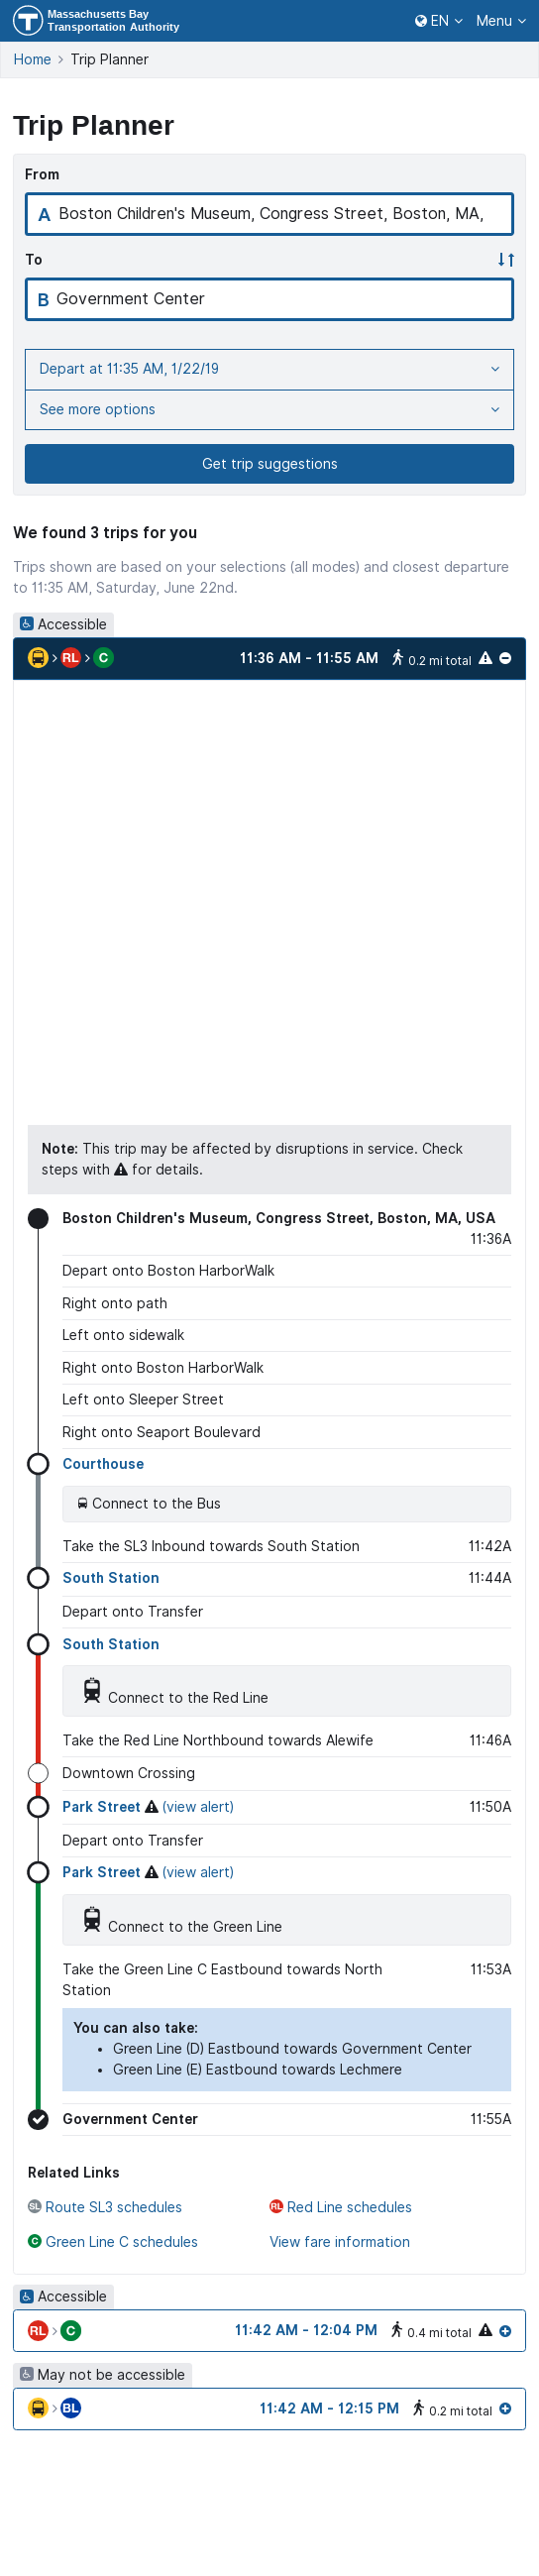 Massachusetts Bay
Transportation Authority
EN
Menu
Home > Trip Planner
Trip Planner
From
A Boston Children's Museum, Congress Street, Boston, MA,
To
B Government Center
Depart at 11:35 AM, 1/22/19
See more options
Get trip suggestions
We found 3 trips for you
Trips shown are based on your selections (all modes) and closest departure
to 11:35 AM, Saturday, June 22nd.
Accessible
RL > C 11:36 AM - 11:55 AM 0.2 mi total
Note: This trip may be affected by disruptions in service. Check
steps with for details.
Boston Children's Museum, Congress Street, Boston, MA, USA
11:36A
Depart onto Boston HarborWalk
Right onto path
Left onto sidewalk
Right onto Boston HarborWalk
Left onto Sleeper Street
Right onto Seaport Boulevard
Courthouse
Connect to the Bus
Take the SL3 Inbound towards South Station 11:42A
South Station 11:44A
Depart onto Transfer
South Station
Connect to the Red Line
Take the Red Line Northbound towards Alewife 11:46A
Downtown Crossing
Park Street (view alert) 11:50A
Depart onto Transfer
Park Street (view alert)
Connect to the Green Line
Take the Green Line C Eastbound towards North 11:53A
Station
You can also take:
• Green Line (D) Eastbound towards Government Center
• Green Line (E) Eastbound towards Lechmere
Government Center 11:55A
Related Links
SL Route SL3 schedules
RL Red Line schedules
C Green Line C schedules
View fare information
Accessible
RL > C 11:42 AM - 12:04 PM 0.4 mi total
May not be accessible
BL 11:42 AM - 12:15 PM 0.2 mi total